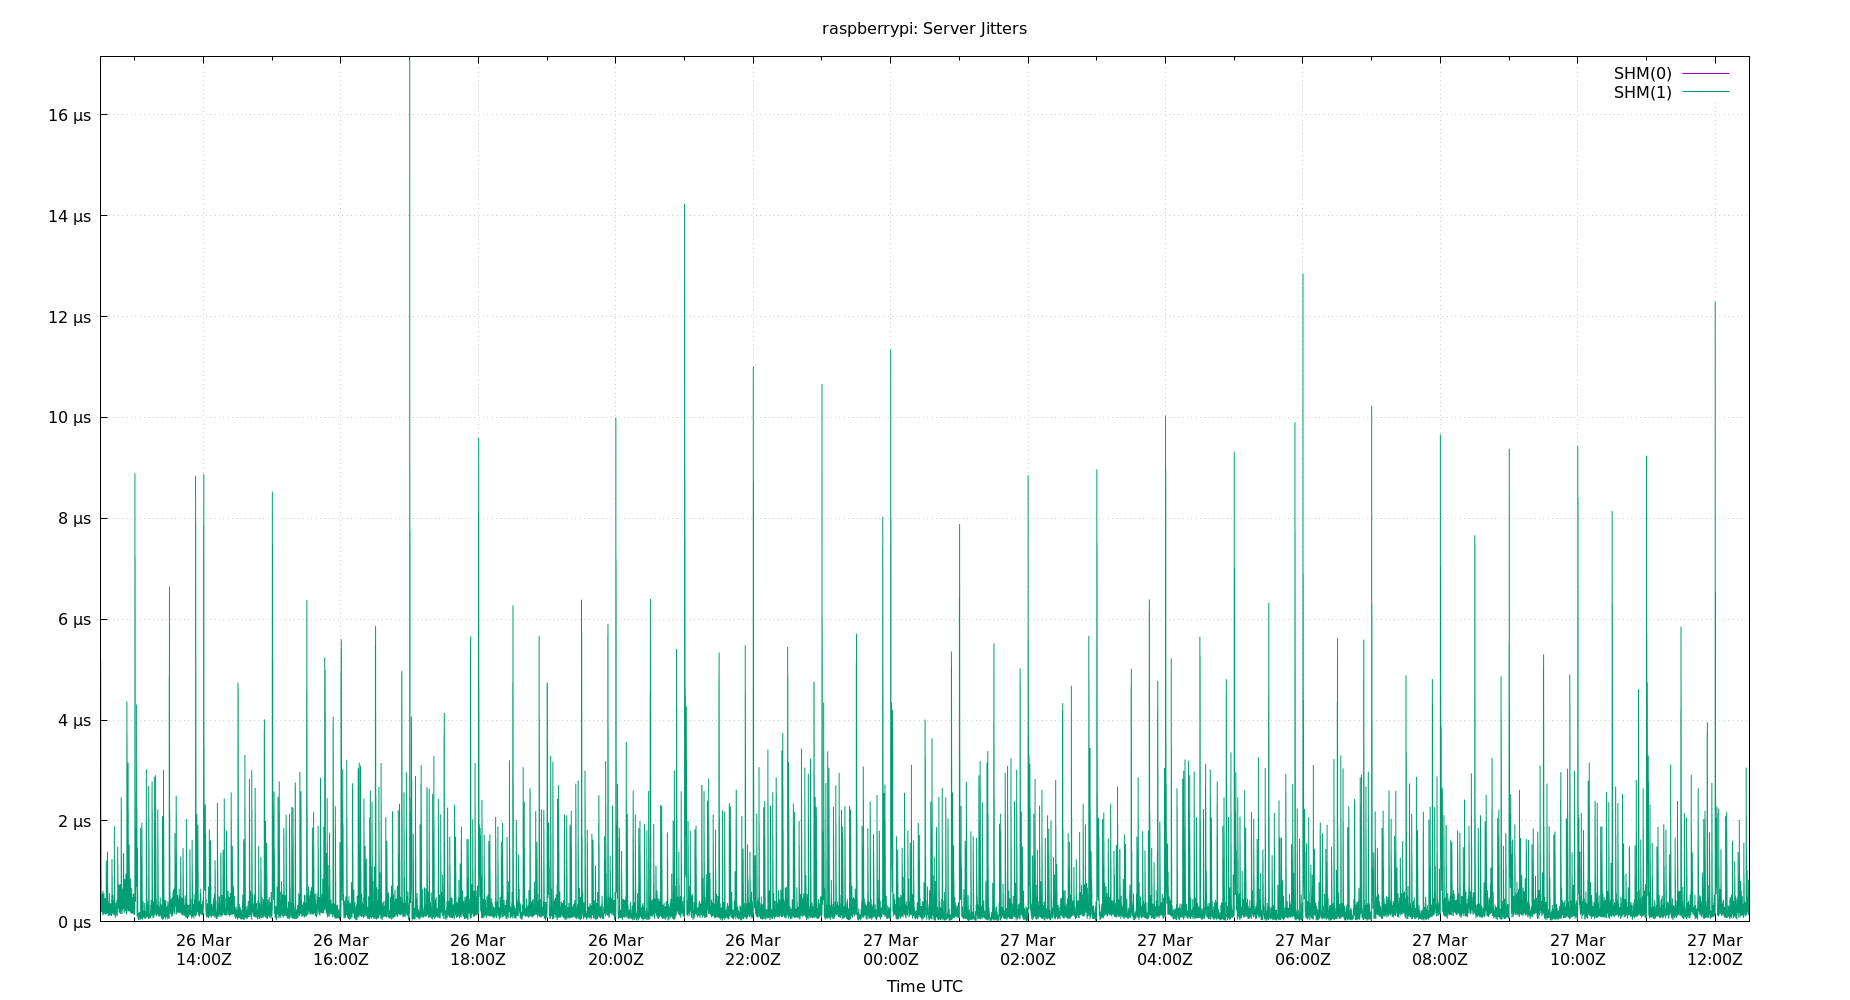 raspberrypi: Server Jitters
SHM(0)
SHM(1)
16 µs
14 µs
12 µs
10 µs
8 µs
6 µs
4 µs
2 µs
0 µs
26 Mar 26 Mar 26 Mar 26 Mar 26 Mar 27 Mar 27 Mar 27 Mar 27 Mar 27 Mar 27 Mar 27 Mar
14:00Z 16:00Z 18:00Z 20:00Z 22:00Z 00:00Z 02:00Z 04:00Z 06:00Z 08:00Z 10:00Z 12:00Z
Time UTC